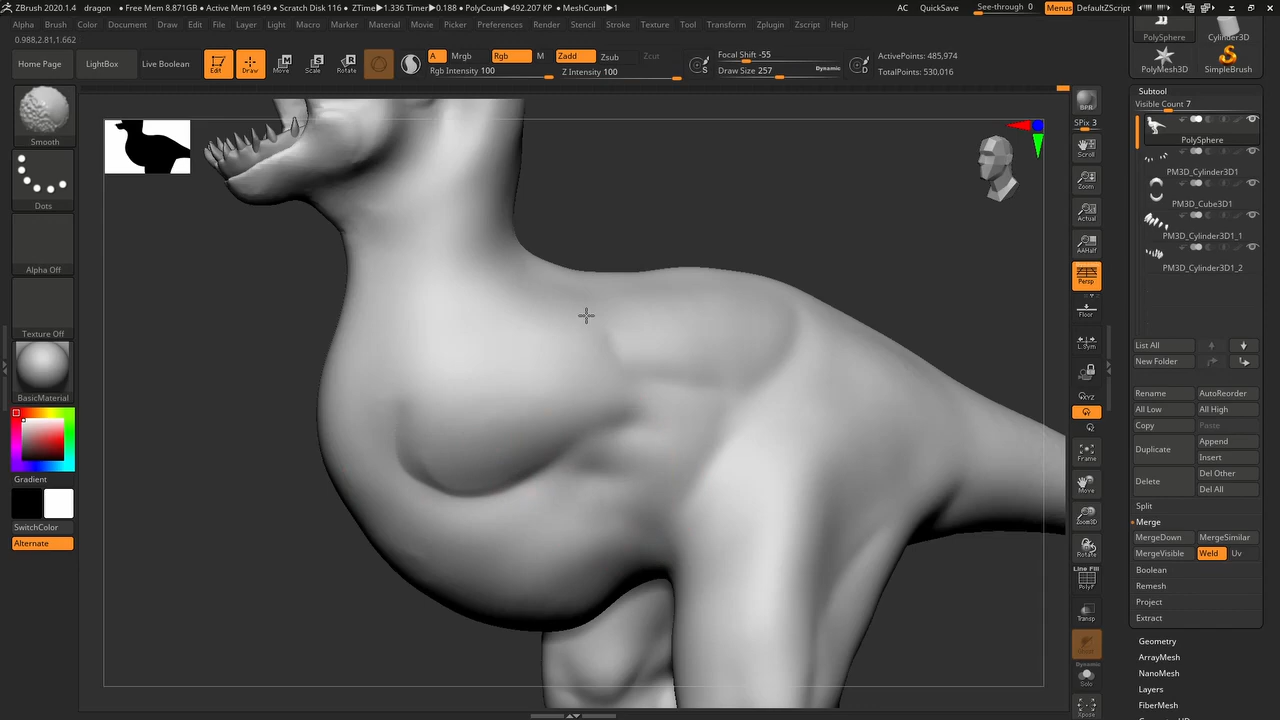 ZBrush 2020.1.4 dragon • Free Mem 8.871GB • Active Mem 1649 • Scratch Disk 116 • ZTime▶1.336 Timer▶0.188 • PolyCount▶492.207 KP • MeshCount▶1 AC QuickSave See-through 0 Menus DefaultZScript
Alpha Brush Color Document Draw Edit File Layer Light Macro Marker Material Movie Picker Preferences Render Stencil Stroke Texture Tool Transform Zplugin Zscript Help
0.988,2.81,1.662
PolySphere Cylinder3D
Home Page LightBox Live Boolean Edit Draw Move Scale Rotate A Mrgb Rgb M Zadd Zsub Zcut Focal Shift -55 ActivePoints: 485,974
Rgb Intensity 100 Z Intensity 100 Draw Size 257 Dynamic TotalPoints: 530,016
S D
PolyMesh3D SimpleBrush
Smooth
Dots
Alpha Off
Texture Off
BasicMaterial
Gradient
SwitchColor
Alternate
BPR
SPix 3
Scroll
Zoom
Actual
AAHalf
Persp
Floor
L.Sym
XYZ
Y
Z
Frame
Move
Zoom3D
Rotate
Line Fill
PolyF
Transp
Ghost
Dynamic
Solo
Xpose
Subtool
Visible Count 7
PolySphere
PM3D_Cylinder3D1
PM3D_Cube3D1
PM3D_Cylinder3D1_1
PM3D_Cylinder3D1_2
List All
New Folder
Rename AutoReorder
All Low All High
Copy Paste
Duplicate Append
Insert
Delete Del Other
Del All
Split
Merge
MergeDown MergeSimilar
MergeVisible Weld Uv
Boolean
Remesh
Project
Extract
Geometry
ArrayMesh
NanoMesh
Layers
FiberMesh